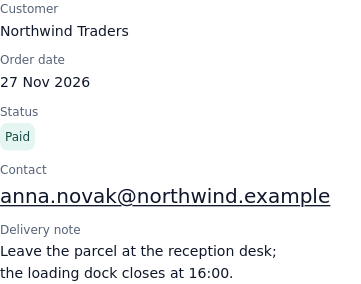 Customer
Northwind Traders
Order date
27 Nov 2026
Status
Paid
Contact
anna.novak@northwind.example
Delivery note
Leave the parcel at the reception desk;
the loading dock closes at 16:00.